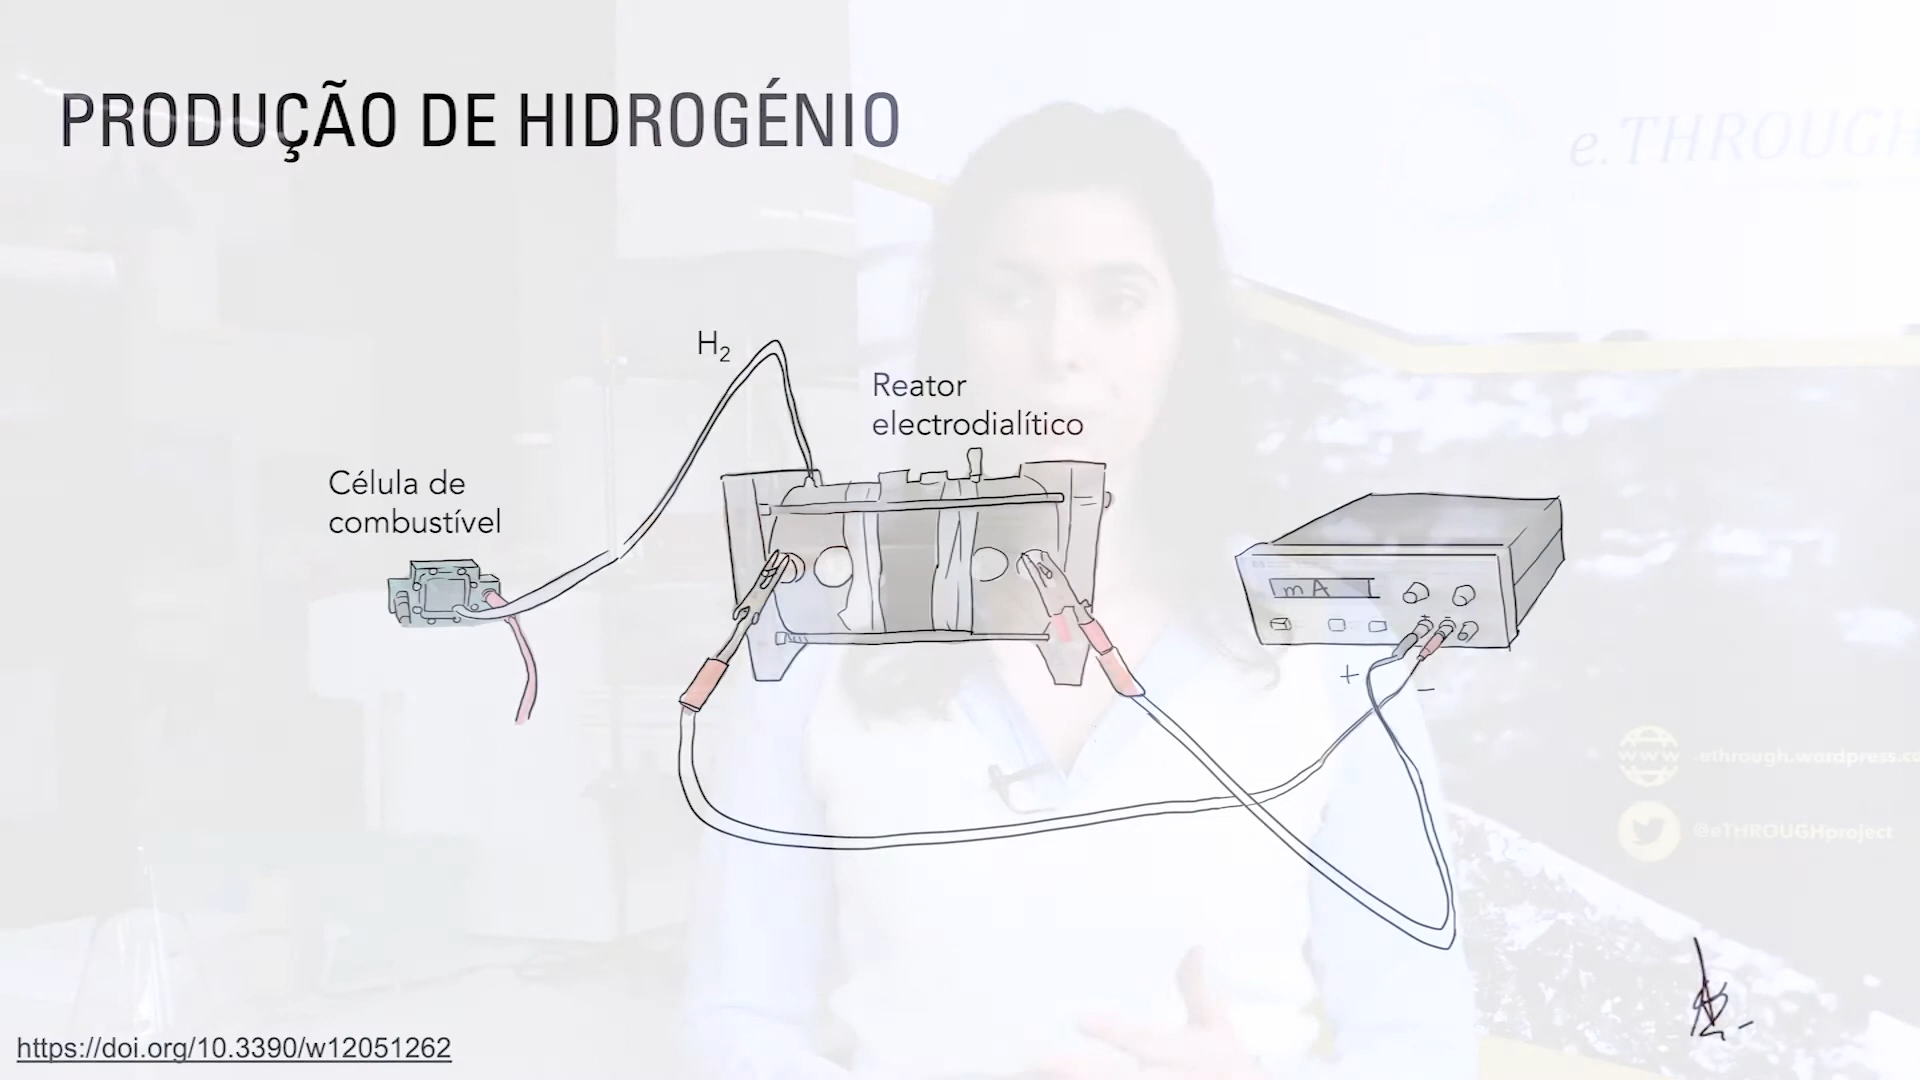 PRODUÇÃO DE HIDROGÉNIO
e.THROUGH
H₂
Reator
electrodialítico
Célula de
combustível
mA
+
−
www
ethrough.wordpress.co
@eTHROUGHproject
https://doi.org/10.3390/w12051262